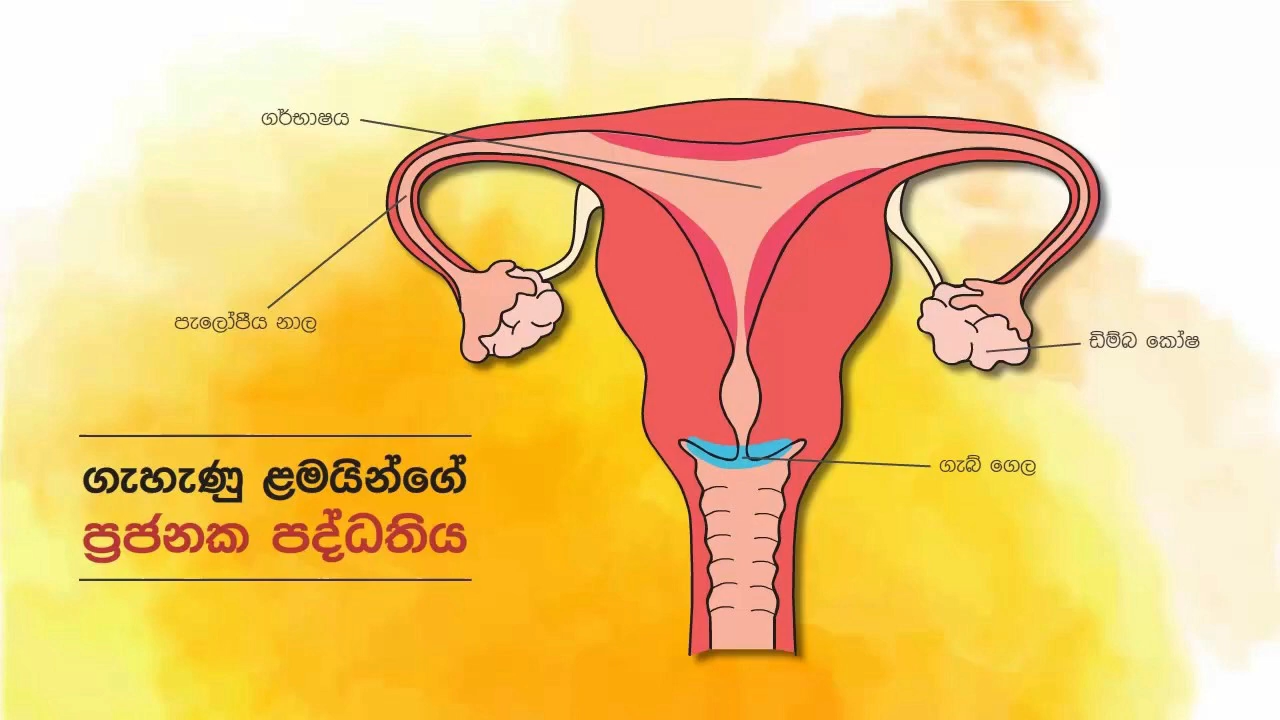 ගර්භාෂය
පැලෝපීය නාල
ඩිම්බ කෝෂ
ගැබ් ගෙල
ගැහැණු ළමයින්ගේ
ප්‍රජනක පද්ධතිය